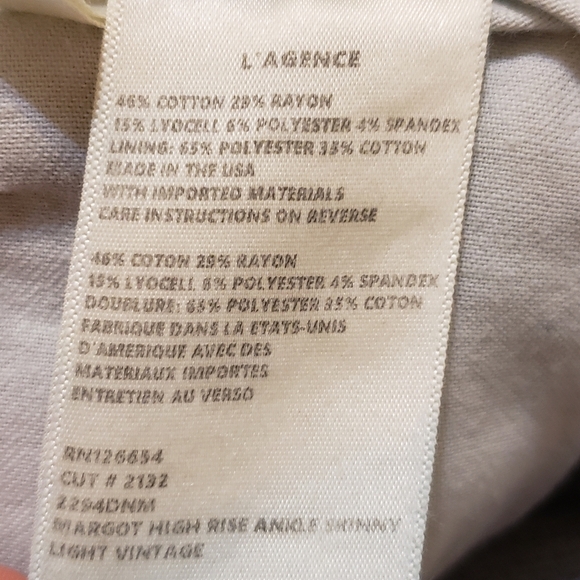 L'AGENCE
46% COTTON 29% RAYON
15% LYOCELL 6% POLYESTER 4% SPANDEX
LINING: 65% POLYESTER 35% COTTON
MADE IN THE USA
WITH IMPORTED MATERIALS
CARE INSTRUCTIONS ON REVERSE
46% COTON 29% RAYON
15% LYOCELL 6% POLYESTER 4% SPANDEX
DOUBLURE: 65% POLYESTER 35% COTON
FABRIQUE DANS LA ETATS-UNIS
D'AMERIQUE AVEC DES
MATERIAUX IMPORTES
ENTRETIEN AU VERSO
RN126654
CUT # 2132
2294DNM
MARGOT HIGH RISE ANKLE SKINNY
LIGHT VINTAGE